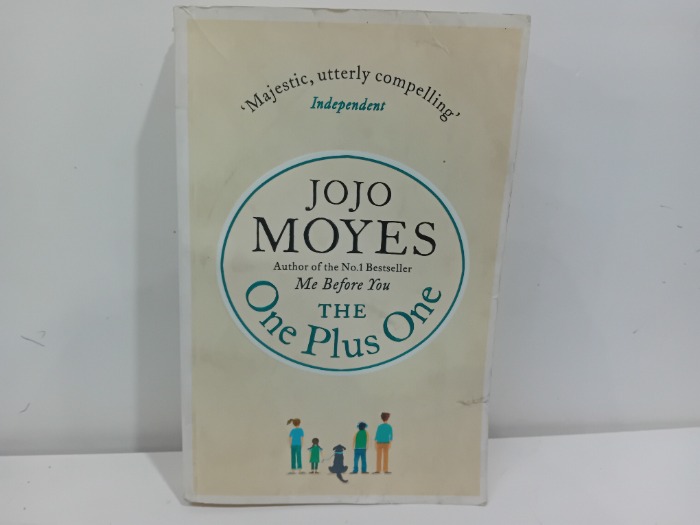 ‘Majestic, utterly compelling’
Independent
JOJO
MOYES
Author of the No.1 Bestseller
Me Before You
THE
One Plus One